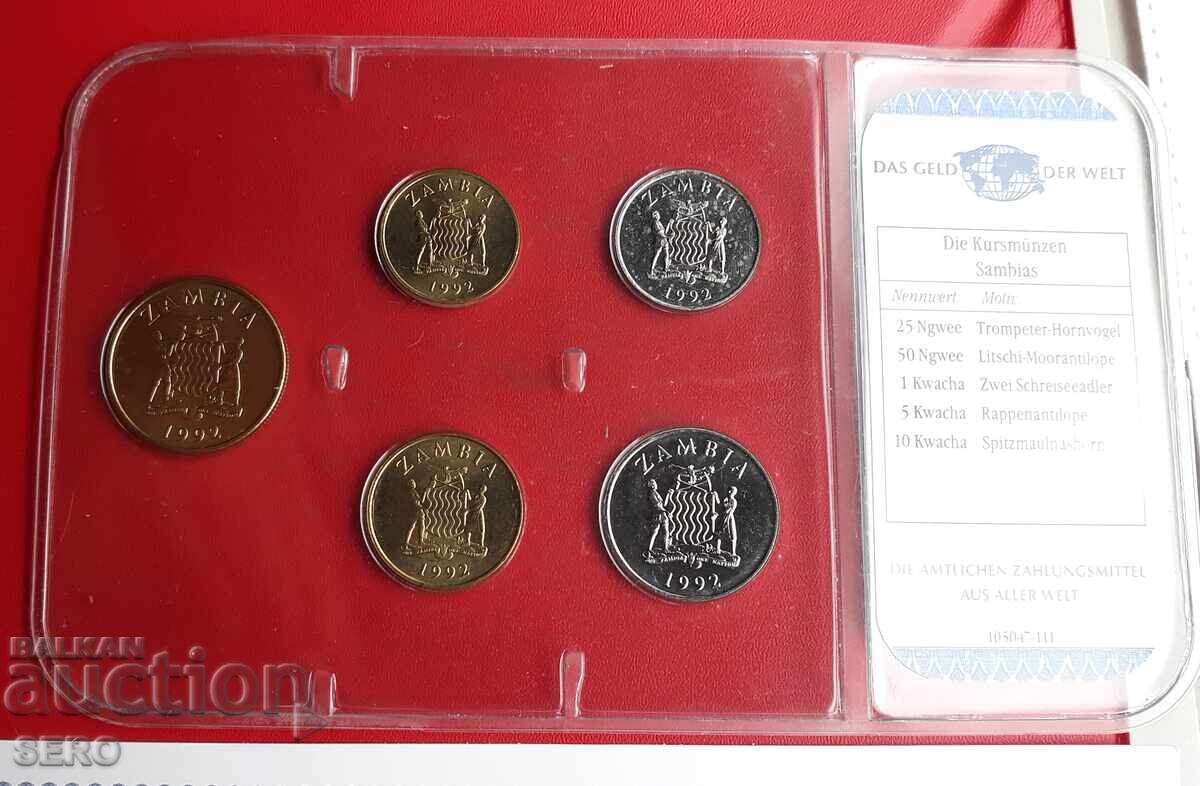 ZAMBIA
1992
ZAMBIA
1992
ZAMBIA
1992
ZAMBIA
1992
ZAMBIA
1992
DAS GELD DER WELT
Die Kursmünzen
Sambias
Nennwert Motiv
25 Ngwee Trompeter-Hornvogel
50 Ngwee Litschi-Moorantilope
1 Kwacha Zwei Schreiseeadler
5 Kwacha Rappenantilope
10 Kwacha Spitzmaulnashorn
DIE AMTLICHEN ZAHLUNGSMITTEL
AUS ALLER WELT
105047 111
BALKAN
auction
SERO